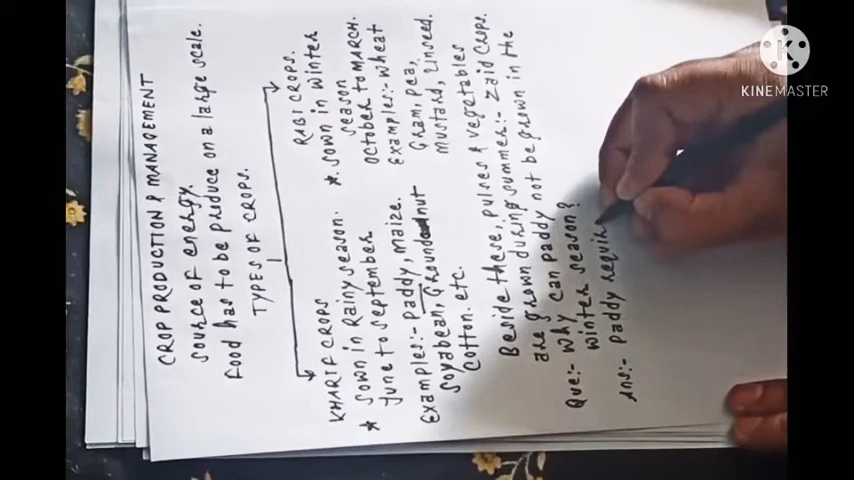 CROP PRODUCTION & MANAGEMENT
source of energy.
food has to be produce on a large scale.
TYPES OF CROPS.
KHARIF CROPS
★ sown in Rainy season.
June to september
Examples:- Paddy, maize.
Soyabean, Groundnut
Cotton. etc.
RABI CROPS.
★. sown in winter
season
October to MARCH.
Examples:- wheat
Gram, pea,
mustard, Linseed.
Beside these, pulses & vegetables
are grown during summer:- Zaid Crops.
Que:- Why can paddy not be grown in the
winter season?
Ans:- Paddy requir
KINEMASTER